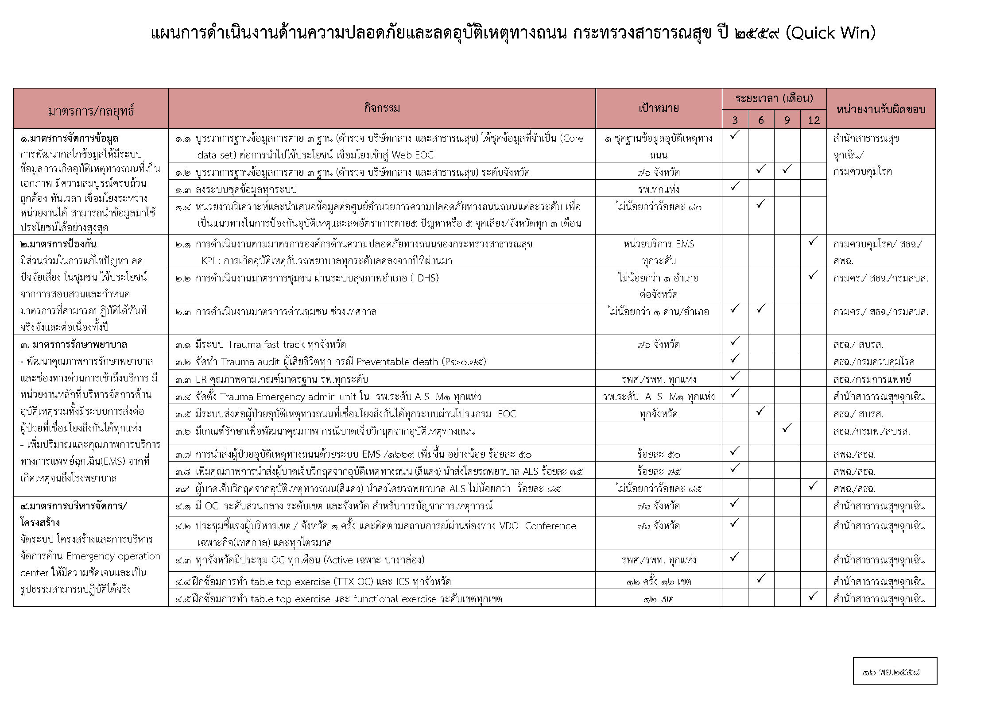 แผนการดำเนินงานด้านความปลอดภัยและลดอุบัติเหตุทางถนน กระทรวงสาธารณสุข ปี ๒๕๕๙ (Quick Win)
มาตรการ/กลยุทธ์ กิจกรรม เป้าหมาย ระยะเวลา (เดือน) หน่วยงานรับผิดชอบ
3 6 9 12
๑.มาตรการจัดการข้อมูล
การพัฒนากลไกข้อมูลให้มีระบบ
ข้อมูลการเกิดอุบัติเหตุทางถนนที่เป็น
เอกภาพ มีความสมบูรณ์ครบถ้วน
ถูกต้อง ทันเวลา เชื่อมโยงระหว่าง
หน่วยงานได้ สามารถนำข้อมูลมาใช้
ประโยชน์ได้อย่างสูงสุด
๑.๑ บูรณาการฐานข้อมูลการตาย ๓ ฐาน (ตำรวจ บริษัทกลาง และสาธารณสุข) ได้ชุดข้อมูลที่จำเป็น (Core
data set) ต่อการนำไปใช้ประโยชน์ เชื่อมโยงเข้าสู่ Web EOC
๑ ชุดฐานข้อมูลอุบัติเหตุทาง
ถนน
✓
สำนักสาธารณสุข
ฉุกเฉิน/
กรมควบคุมโรค
๑.๒ บูรณาการฐานข้อมูลการตาย ๓ ฐาน (ตำรวจ บริษัทกลาง และสาธารณสุข) ระดับจังหวัด ๗๖ จังหวัด ✓ ✓
๑.๓ ลงระบบชุดข้อมูลทุกระบบ รพ.ทุกแห่ง ✓
๑.๔ หน่วยงานวิเคราะห์และนำเสนอข้อมูลต่อศูนย์อำนวยการความปลอดภัยทางถนนถนนแต่ละระดับ เพื่อ
เป็นแนวทางในการป้องกันอุบัติเหตุและลดอัตราการตาย๕ ปัญหาหรือ ๕ จุดเสี่ยง/จังหวัดทุก ๓ เดือน
ไม่น้อยกว่าร้อยละ ๘๐ ✓
๒.มาตรการป้องกัน
มีส่วนร่วมในการแก้ไขปัญหา ลด
ปัจจัยเสี่ยง ในชุมชน ใช้ประโยชน์
จากการสอบสวนและกำหนด
มาตรการที่สามารถปฏิบัติได้ทันที
จริงจังและต่อเนื่องทั้งปี
๒.๑ การดำเนินงานตามมาตรการองค์กรด้านความปลอดภัยทางถนนของกระทรวงสาธารณสุข
KPI : การเกิดอุบัติเหตุกับรถพยาบาลทุกระดับลดลงจากปีที่ผ่านมา
หน่วยบริการ EMS
ทุกระดับ
✓
กรมควบคุมโรค/ สธฉ./
สพฉ.
๒.๒ การดำเนินงานมาตรการชุมชน ผ่านระบบสุขภาพอำเภอ ( DHS)
ไม่น้อยกว่า ๑ อำเภอ
ต่อจังหวัด
✓
กรมคร./ สธฉ./กรมสบส.
๒.๓ การดำเนินงานมาตรการด่านชุมชน ช่วงเทศกาล ไม่น้อยกว่า ๑ ด่าน/อำเภอ ✓ ✓ กรมคร./ สธฉ./กรมสบส.
๓. มาตรการรักษาพยาบาล
- พัฒนาคุณภาพการรักษาพยาบาล
และช่องทางด่วนการเข้าถึงบริการ มี
หน่วยงานหลักที่บริหารจัดการด้าน
อุบัติเหตุรวมทั้งมีระบบการส่งต่อ
ผู้ป่วยที่เชื่อมโยงถึงกันได้ทุกแห่ง
– เพิ่มปริมาณและคุณภาพการบริการ
ทางการแพทย์ฉุกเฉิน(EMS) จากที่
เกิดเหตุจนถึงโรงพยาบาล
๓.๑ มีระบบ Trauma fast track ทุกจังหวัด ๗๖ จังหวัด ✓ สธฉ./ สบรส.
๓.๒ จัดทำ Trauma audit ผู้เสียชีวิตทุก กรณี Preventable death (Ps>๐.๗๕) ✓ สธฉ./กรมควบคุมโรค
๓.๓ ER คุณภาพตามเกณฑ์มาตรฐาน รพ.ทุกระดับ รพศ./รพท. ทุกแห่ง ✓ สธฉ./กรมการแพทย์
๓.๔ จัดตั้ง Trauma Emergency admin unit ใน รพ.ระดับ A S M๑ ทุกแห่ง รพ.ระดับ A S M๑ ทุกแห่ง ✓ สำนักสาธารณสุขฉุกเฉิน
๓.๕ มีระบบส่งต่อผู้ป่วยอุบัติเหตุทางถนนที่เชื่อมโยงถึงกันได้ทุกระบบผ่านโปรแกรม EOC ทุกจังหวัด ✓ สธฉ./ สบรส.
๓.๖ มีเกณฑ์รักษาเพื่อพัฒนาคุณภาพ กรณีบาดเจ็บวิกฤตจากอุบัติเหตุทางถนน ✓ สธฉ./กรมพ./สบรส.
๓.๗ การนำส่งผู้ป่วยอุบัติเหตุทางถนนด้วยระบบ EMS /๑๖๖๙ เพิ่มขึ้น อย่างน้อย ร้อยละ ๕๐ ร้อยละ ๕๐ ✓ สพฉ./สธฉ.
๓.๘ เพิ่มคุณภาพการนำส่งผู้บาดเจ็บวิกฤตจากอุบัติเหตุทางถนน (สีแดง) นำส่งโดยรถพยาบาล ALS ร้อยละ ๗๕ ร้อยละ ๗๕ ✓ สพฉ./สธฉ.
๓๙ ผู้บาดเจ็บวิกฤตจากอุบัติเหตุทางถนน(สีแดง) นำส่งโดยรถพยาบาล ALS ไม่น้อยกว่า ร้อยละ ๘๕ ไม่น้อยกว่าร้อยละ ๘๕ ✓ สพฉ./สธฉ.
๔.มาตรการบริหารจัดการ/
โครงสร้าง
จัดระบบ โครงสร้างและการบริหาร
จัดการด้าน Emergency operation
center ให้มีความชัดเจนและเป็น
รูปธรรมสามารถปฏิบัติได้จริง
๔.๑ มี OC ระดับส่วนกลาง ระดับเขต และจังหวัด สำหรับการบัญชาการเหตุการณ์ ๗๖ จังหวัด ✓ สำนักสาธารณสุขฉุกเฉิน
๔.๒ ประชุมชี้แจงผู้บริหารเขต / จังหวัด ๑ ครั้ง และติดตามสถานการณ์ผ่านช่องทาง VDO Conference
เฉพาะกิจ(เทศกาล) และทุกไตรมาส
๗๖ จังหวัด ✓ สำนักสาธารณสุขฉุกเฉิน
๔.๓ ทุกจังหวัดมีประชุม OC ทุกเดือน (Active เฉพาะ บางกล่อง) รพศ./รพท. ทุกแห่ง ✓ สำนักสาธารณสุขฉุกเฉิน
๔.๔ ฝึกซ้อมการทำ table top exercise (TTX OC) และ ICS ทุกจังหวัด ๑๒ ครั้ง ๑๒ เขต ✓ สำนักสาธารณสุขฉุกเฉิน
๔.๕ ฝึกซ้อมการทำ table top exercise และ functional exercise ระดับเขตทุกเขต ๑๒ เขต ✓ สำนักสาธารณสุขฉุกเฉิน
๑๖ พย.๒๕๕๘